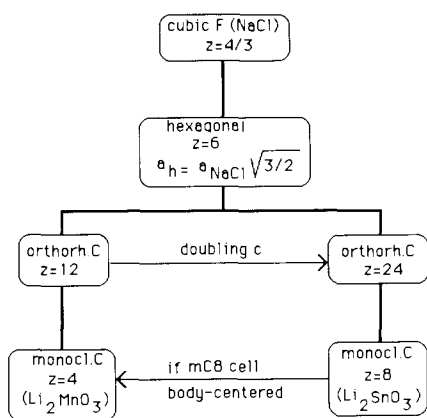 cubic F (NaCl)
z=4/3
hexagonal
z=6
a_h= a_NaCl √3/2
orthorh.C
z=12
doubling c
orthorh.C
z=24
monocl.C
z=4
(Li₂MnO₃)
if mC8 cell
body-centered
monocl.C
z=8
(Li₂SnO₃)